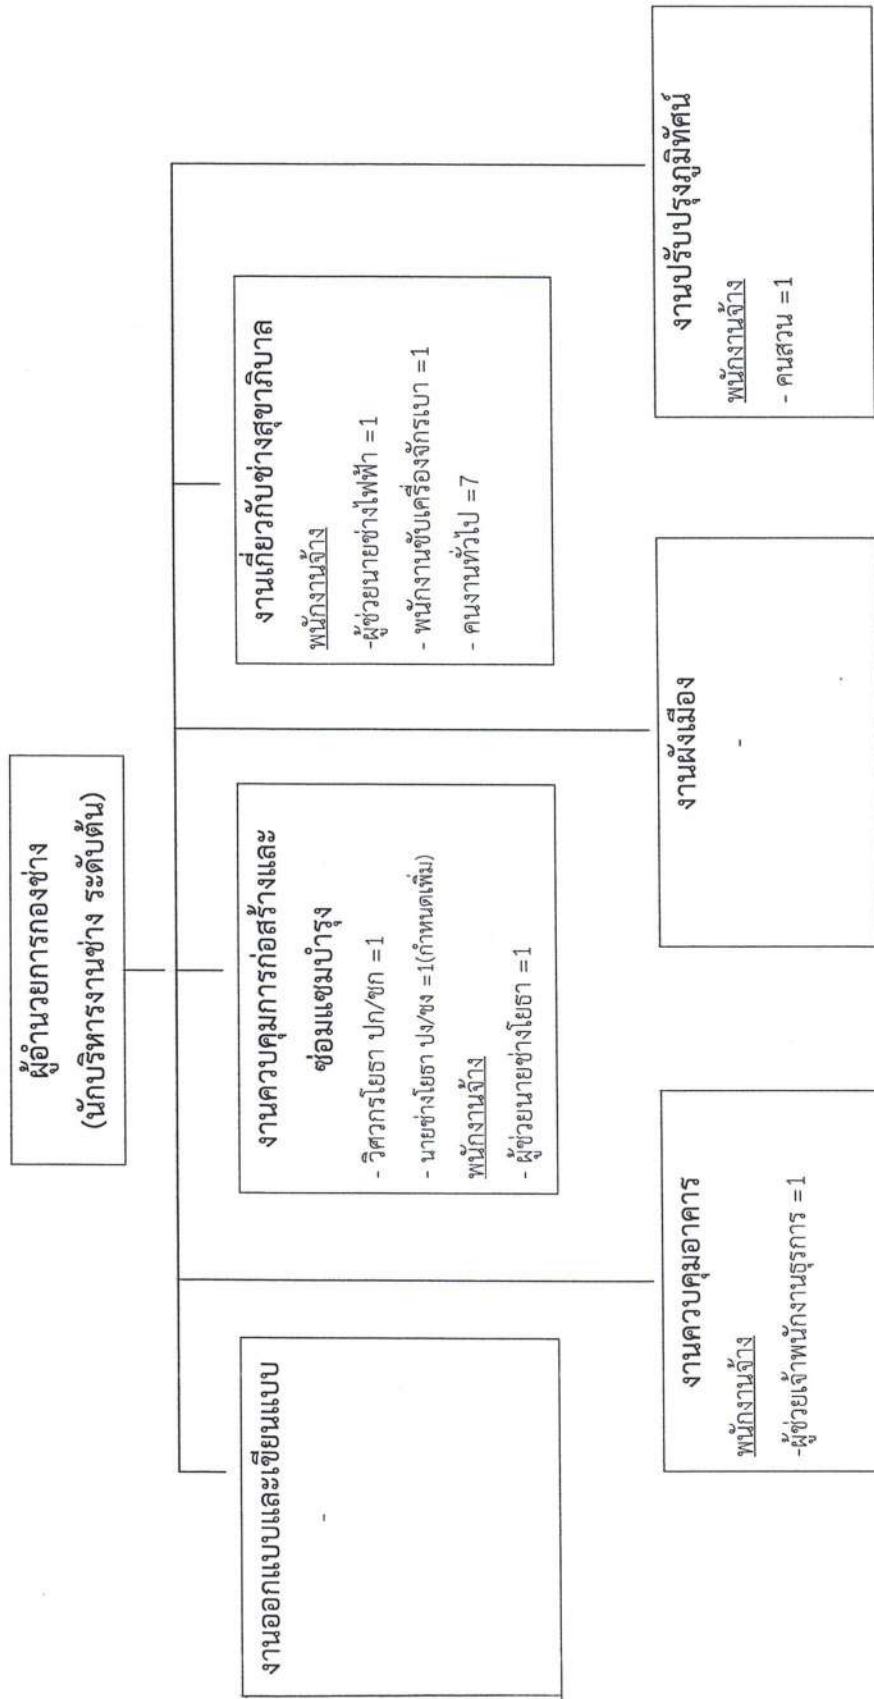 ผู้อำนวยการกองช่าง
(นักบริหารงานช่าง ระดับต้น)
งานออกแบบและเขียนแบบ
-
งานควบคุมการก่อสร้างและ
ซ่อมแซมบำรุง
- วิศวกรโยธา ปก/ชก =1
- นายช่างโยธา ปง/ชง =1(กำหนดเพิ่ม)
พนักงานจ้าง
- ผู้ช่วยนายช่างโยธา =1
งานเกี่ยวกับช่างสุขาภิบาล
พนักงานจ้าง
-ผู้ช่วยนายช่างไฟฟ้า =1
- พนักงานขับเครื่องจักรเบา =1
- คนงานทั่วไป =7
งานควบคุมอาคาร
พนักงานจ้าง
-ผู้ช่วยเจ้าพนักงานธุรการ =1
งานผังเมือง
-
งานปรับปรุงภูมิทัศน์
พนักงานจ้าง
- คนสวน =1